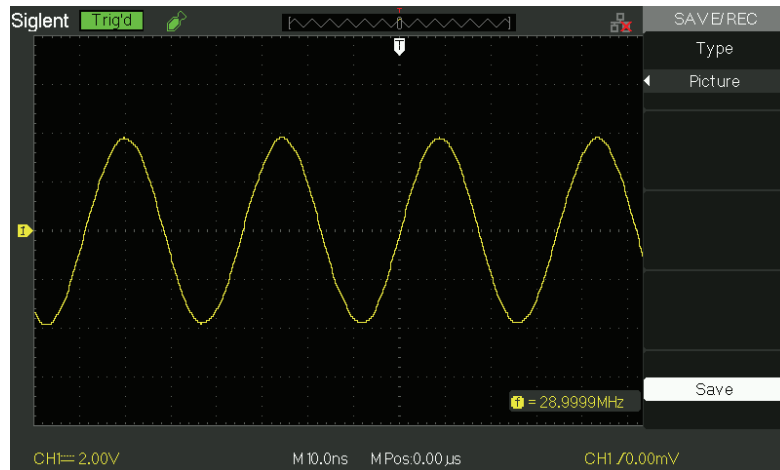 Siglent Trig'd T SAVE/REC
T
Type
Picture
1
f = 28.9999MHz
Save
CH1 2.00V M 10.0ns M Pos:0.00µs CH1 0.00mV